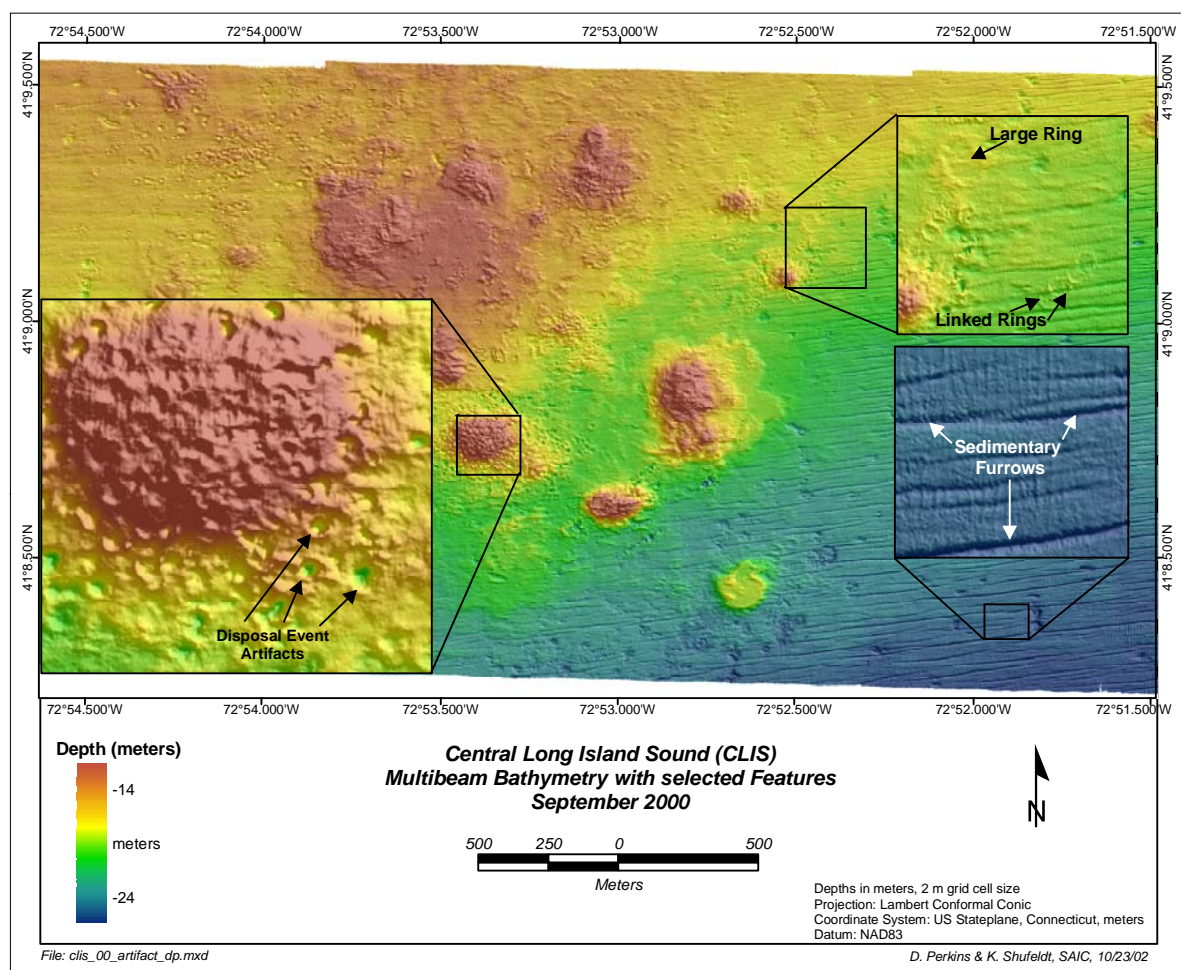 72°54.500'W 72°54.000'W 72°53.500'W 72°53.000'W 72°52.500'W 72°52.000'W 72°51.500'W
41°9.500'N
41°9.500'N
Large Ring
Linked Rings
41°9.000'N
41°9.000'N
Sedimentary
Furrows
41°8.500'N
41°8.500'N
Disposal Event
Artifacts
72°54.500'W 72°54.000'W 72°53.500'W 72°53.000'W 72°52.500'W 72°52.000'W 72°51.500'W
Depth (meters)
-14
meters
-24
Central Long Island Sound (CLIS)
Multibeam Bathymetry with selected Features
September 2000
500 250 0 500
Meters
N
Depths in meters, 2 m grid cell size
Projection: Lambert Conformal Conic
Coordinate System: US Stateplane, Connecticut, meters
Datum: NAD83
File: clis_00_artifact_dp.mxd
D. Perkins & K. Shufeldt, SAIC, 10/23/02